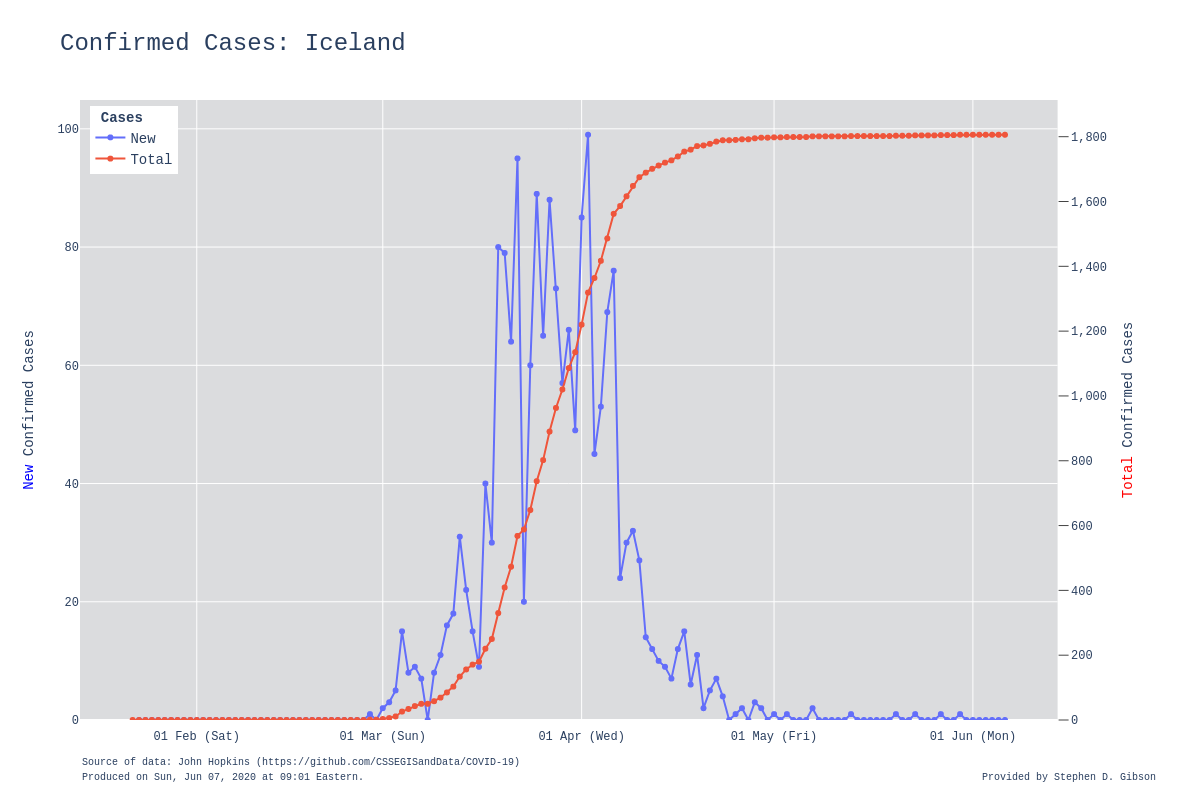 Confirmed Cases: Iceland
Cases
New
Total
100
80
60
40
20
0
1,800
1,600
1,400
1,200
1,000
800
600
400
200
0
New Confirmed Cases
Total Confirmed Cases
01 Feb (Sat)
01 Mar (Sun)
01 Apr (Wed)
01 May (Fri)
01 Jun (Mon)
Source of data: John Hopkins (https://github.com/CSSEGISandData/COVID-19)
Produced on Sun, Jun 07, 2020 at 09:01 Eastern.
Provided by Stephen D. Gibson